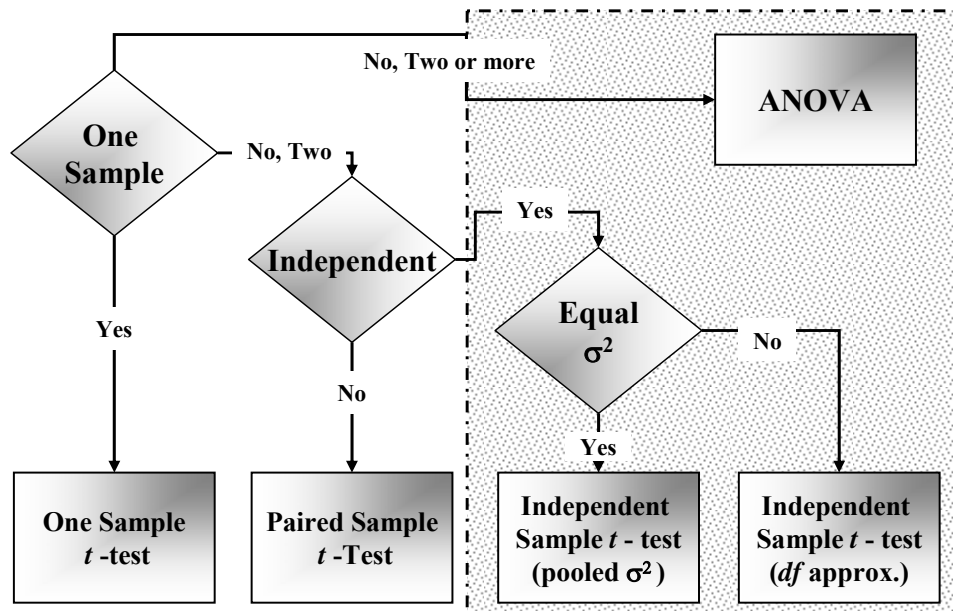 No, Two or more
ANOVA
One
Sample
No, Two
Yes
Independent
Equal
σ²
Yes
No
No
Yes
One Sample
t -test
Paired Sample
t -Test
Independent
Sample t - test
(pooled σ²)
Independent
Sample t - test
(df approx.)